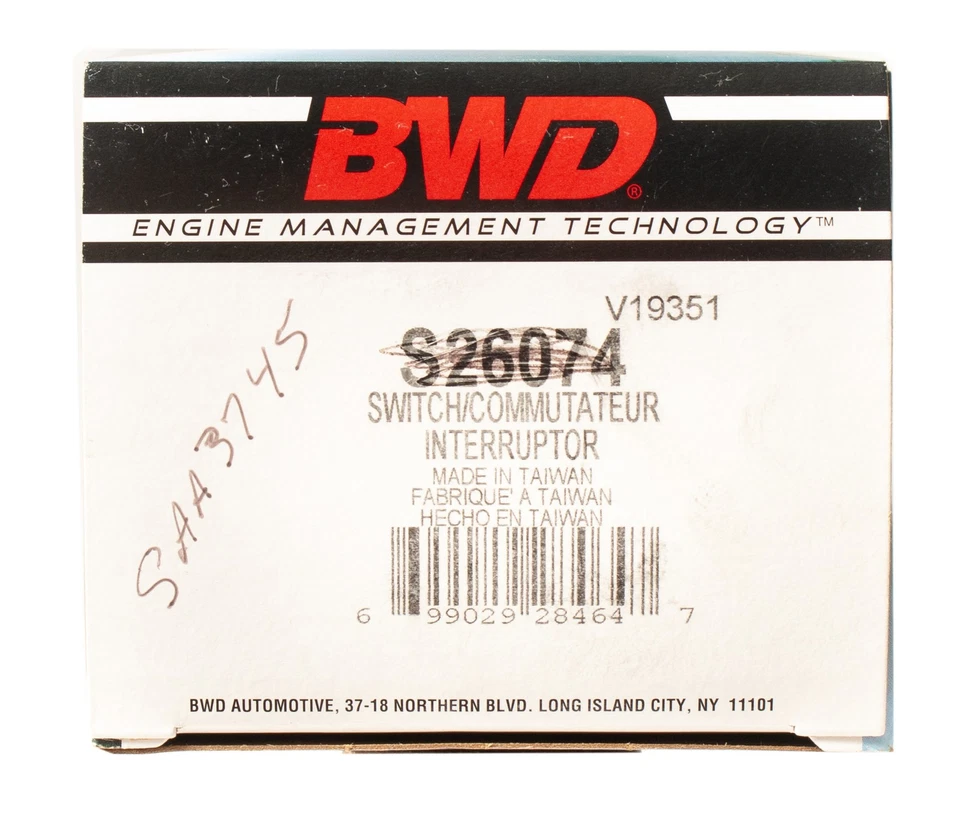 BWD®
ENGINE MANAGEMENT TECHNOLOGY™
V19351
S26074
SWITCH/COMMUTATEUR
INTERRUPTOR
MADE IN TAIWAN
FABRIQUE' A TAIWAN
HECHO EN TAIWAN
6 99029 28464 7
SAA3745
BWD AUTOMOTIVE, 37-18 NORTHERN BLVD. LONG ISLAND CITY, NY 11101